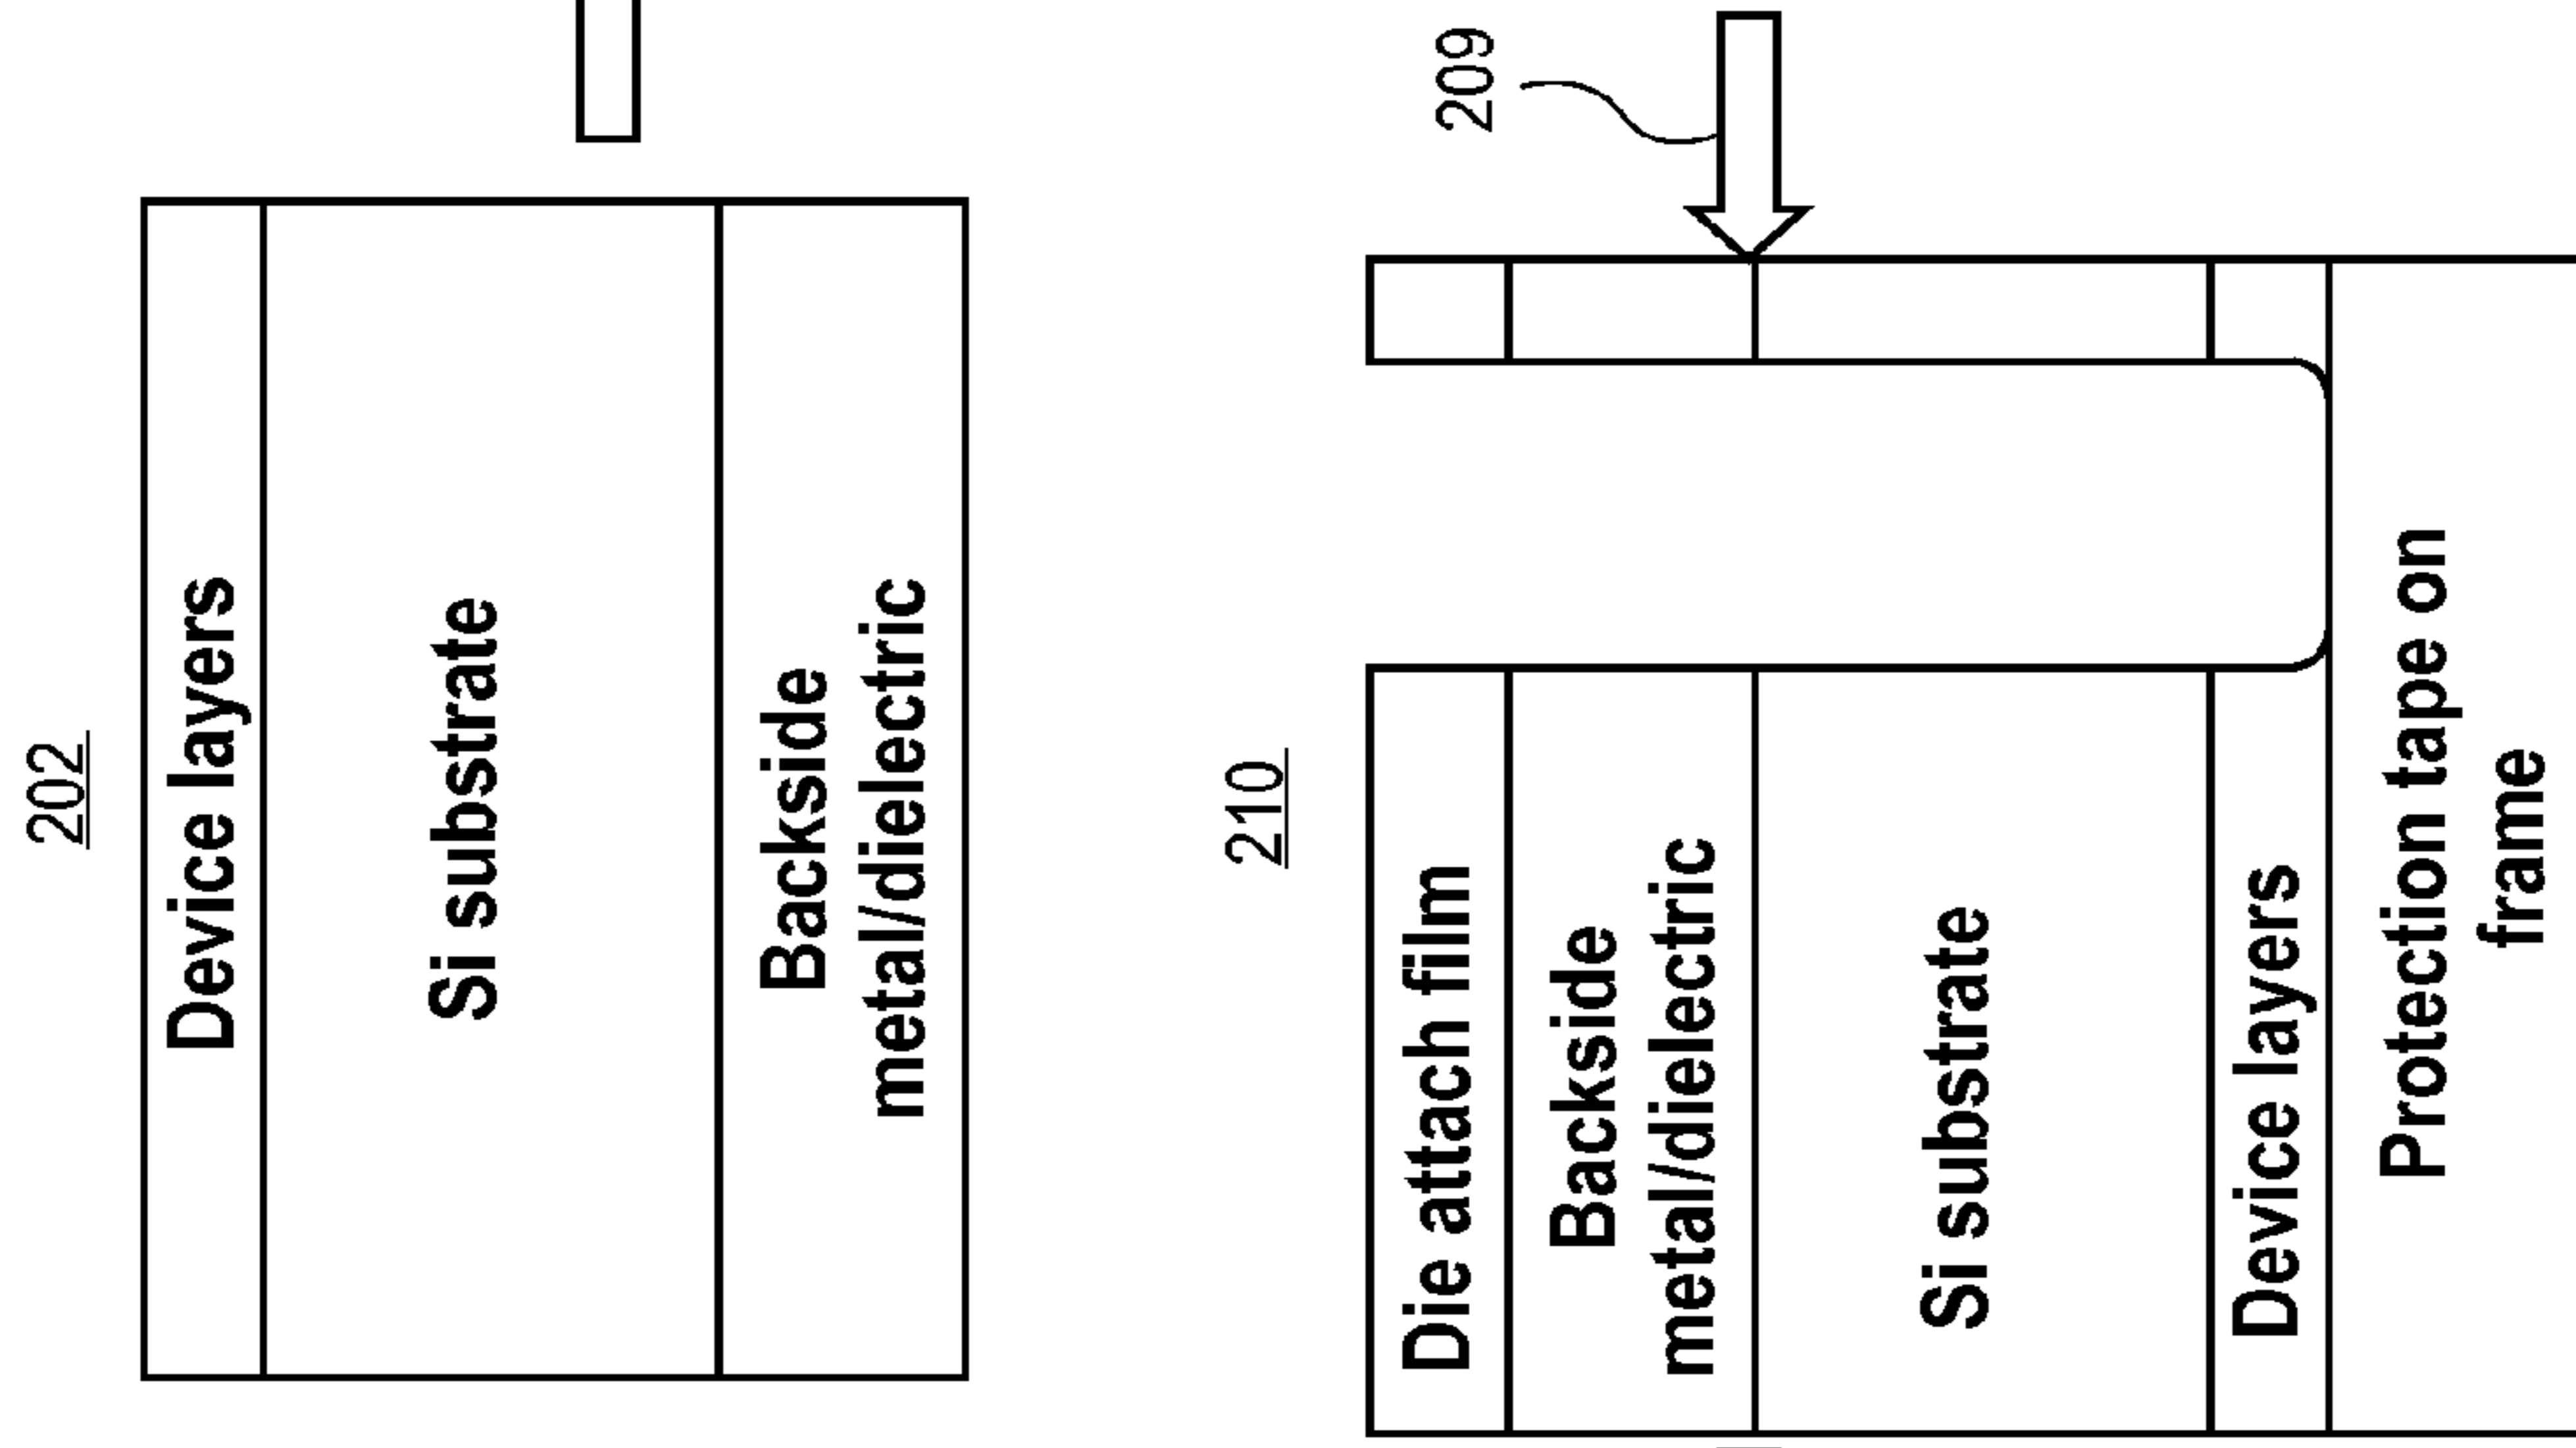 202
Device layers
Si substrate
Backside
metal/dielectric
209
210
Die attach film
Backside
metal/dielectric
Si substrate
Device layers
Protection tape on
frame